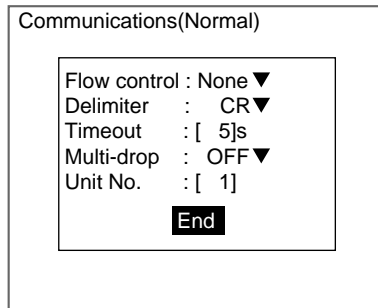 Communications(Normal)
Flow control : None▼
Delimiter : CR▼
Timeout : [ 5]s
Multi-drop : OFF▼
Unit No. : [ 1]
End